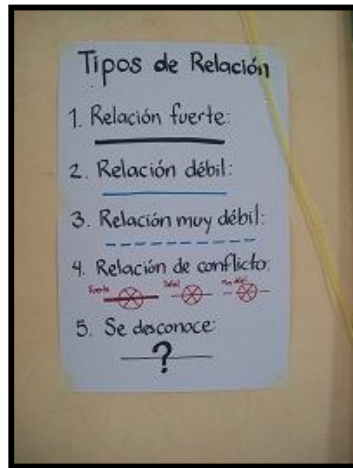 Tipos de Relación
1. Relación fuerte:
2. Relación débil:
3. Relación muy débil:
4. Relación de conflicto:
Fuerte Débil Muy débil
5. Se desconoce:
?